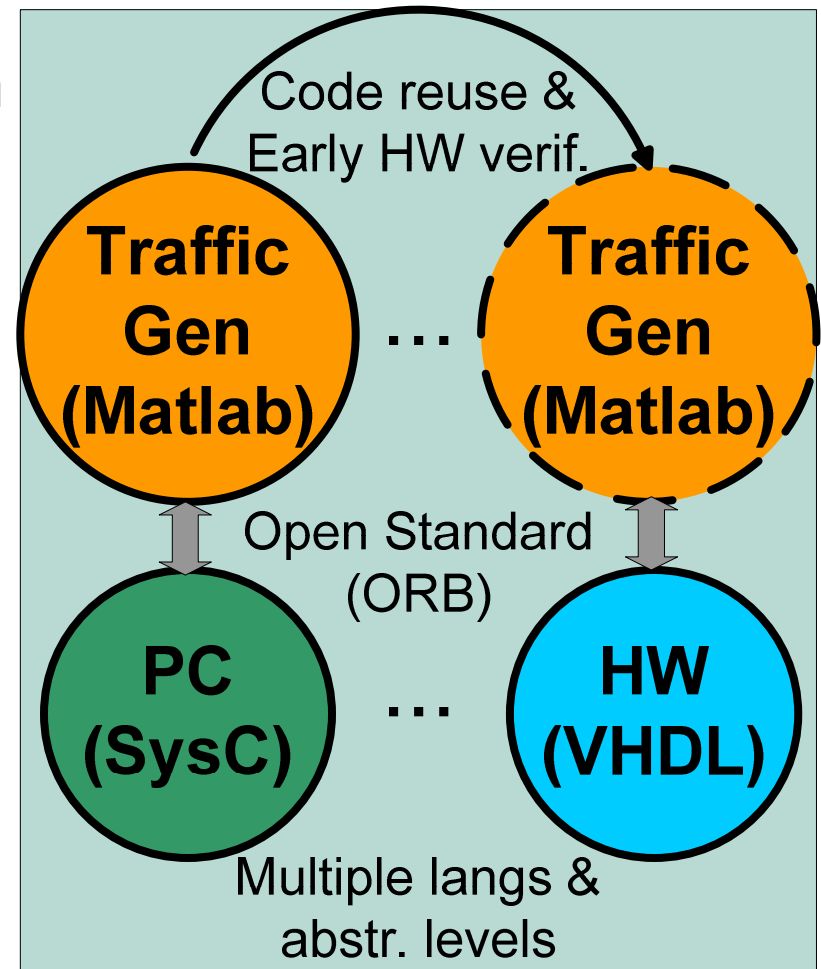 Code reuse &
Early HW verif.
Traffic Gen (Matlab)
Traffic Gen (Matlab)
...
Open Standard
(ORB)
PC (SysC)
...
HW (VHDL)
Multiple langs &
abstr. levels